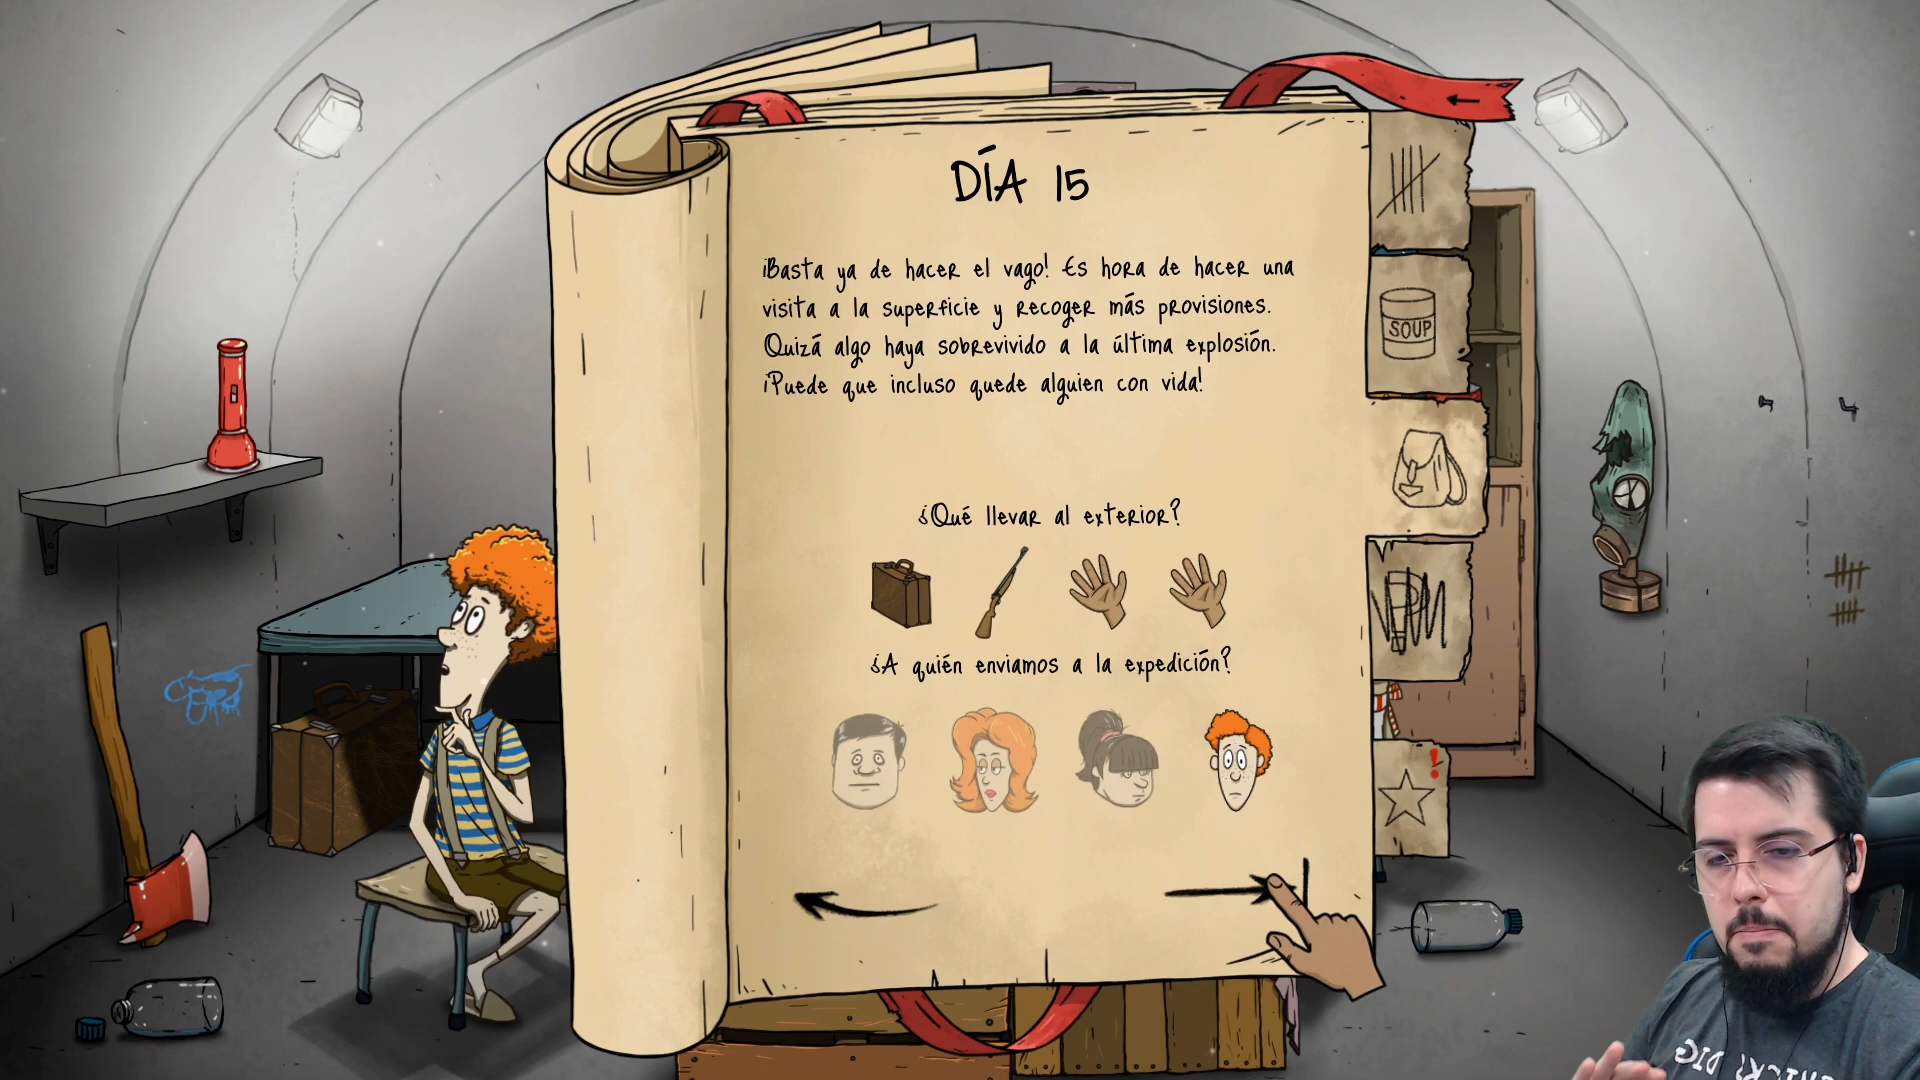 DÍA 15
¡Basta ya de hacer el vago! Es hora de hacer una
visita a la superficie y recoger más provisiones.
Quizá algo haya sobrevivido a la última explosión.
¡Puede que incluso quede alguien con vida!
SOUP
¿Qué llevar al exterior?
¿A quién enviamos a la expedición?